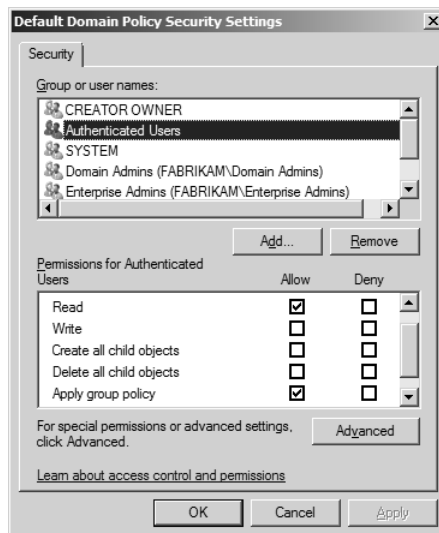 Default Domain Policy Security Settings
Security
Group or user names:
CREATOR OWNER
Authenticated Users
SYSTEM
Domain Admins (FABRIKAM\Domain Admins)
Enterprise Admins (FABRIKAM\Enterprise Admins)
Add... Remove
Permissions for Authenticated
Users Allow Deny
Read
Write
Create all child objects
Delete all child objects
Apply group policy
For special permissions or advanced settings,
click Advanced. Advanced
Learn about access control and permissions
OK Cancel Apply